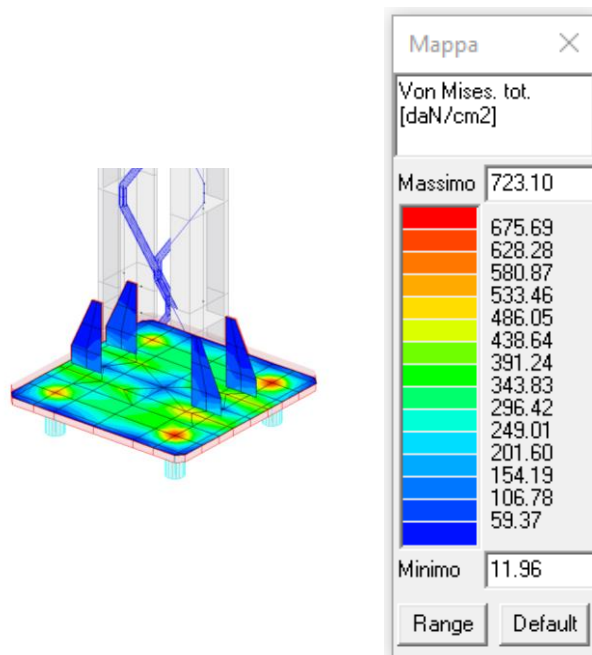 Mappa
Von Mises. tot.
[daN/cm2]
Massimo 723.10
675.69
628.28
580.87
533.46
486.05
438.64
391.24
343.83
296.42
249.01
201.60
154.19
106.78
59.37
Minimo 11.96
Range Default